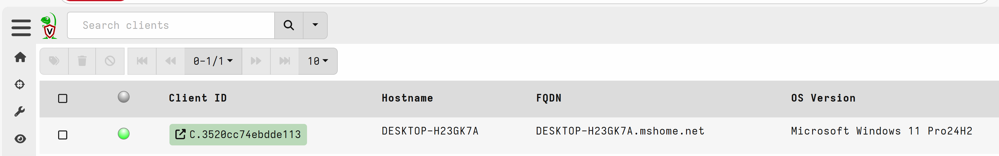 V
Search clients
0-1/1 10
Client ID Hostname FQDN OS Version
C.3520cc74ebdde113 DESKTOP-H23GK7A DESKTOP-H23GK7A.mshome.net Microsoft Windows 11 Pro24H2